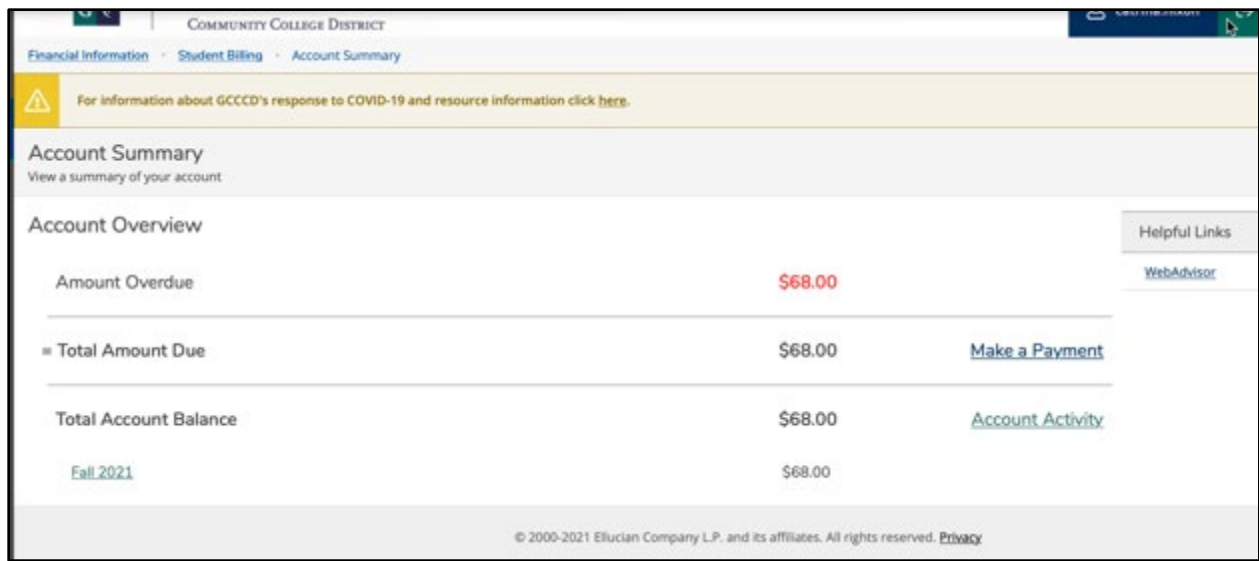 COMMUNITY COLLEGE DISTRICT
Financial Information · Student Billing · Account Summary
For information about GCCCD's response to COVID-19 and resource information click here.
Account Summary
View a summary of your account
Account Overview
Helpful Links
Amount Overdue $68.00
WebAdvisor
= Total Amount Due $68.00 Make a Payment
Total Account Balance $68.00 Account Activity
Fall 2021 $68.00
© 2000-2021 Ellucian Company L.P. and its affiliates. All rights reserved. Privacy